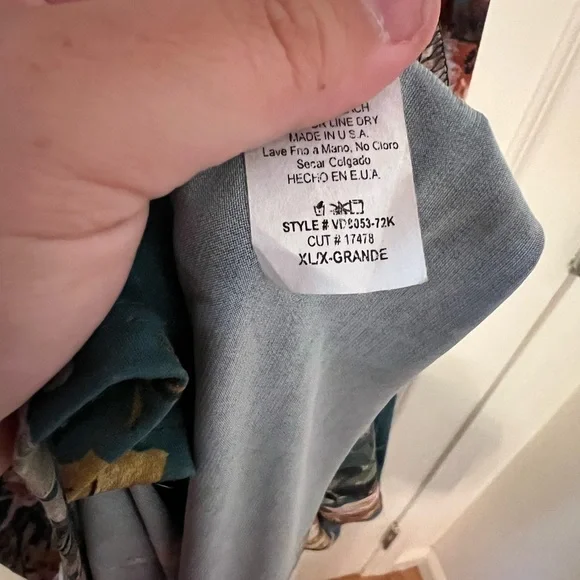 LINE DRY
MADE IN U.S.A.
Lave Frio a Mano, No Cloro
Secar Colgado
HECHO EN E.U.A.
STYLE # VD8053-72K
CUT # 17478
XL/X-GRANDE